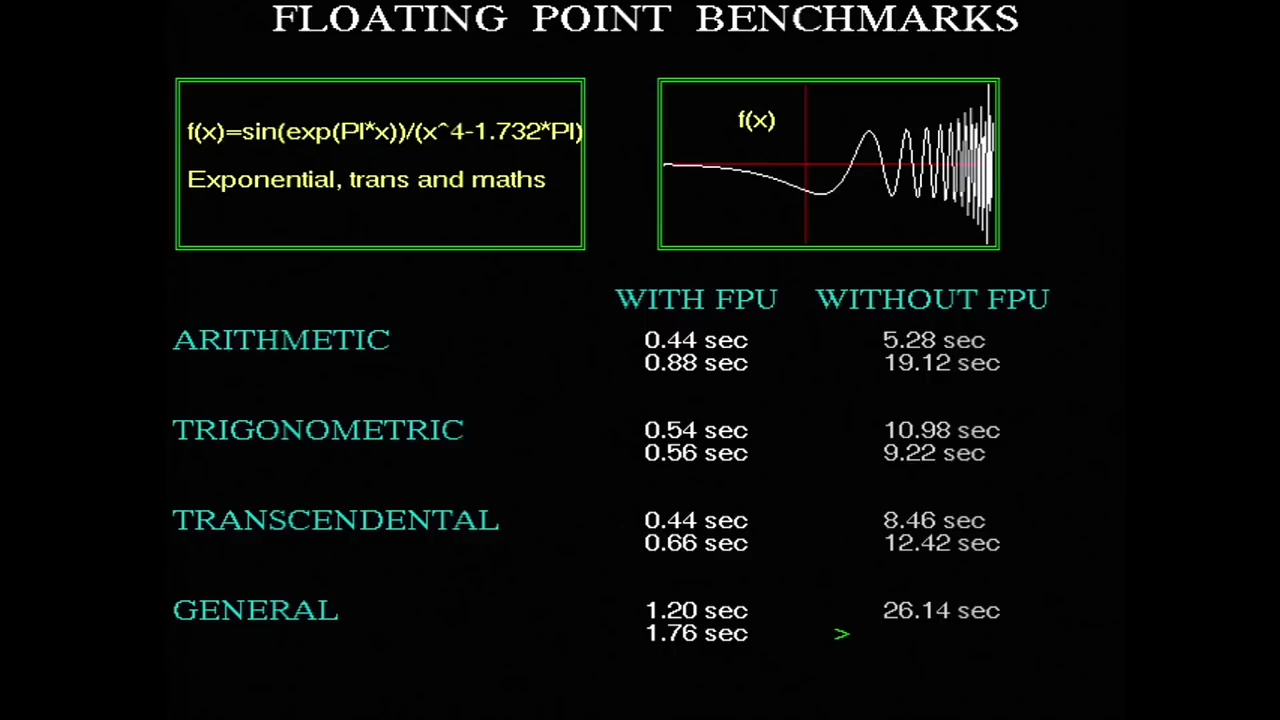 FLOATING POINT BENCHMARKS
f(x)=sin(exp(PI*x))/(x^4-1.732*PI)
Exponential, trans and maths
f(x)
WITH FPU WITHOUT FPU
ARITHMETIC 0.44 sec 5.28 sec
0.88 sec 19.12 sec
TRIGONOMETRIC 0.54 sec 10.98 sec
0.56 sec 9.22 sec
TRANSCENDENTAL 0.44 sec 8.46 sec
0.66 sec 12.42 sec
GENERAL 1.20 sec 26.14 sec
1.76 sec >